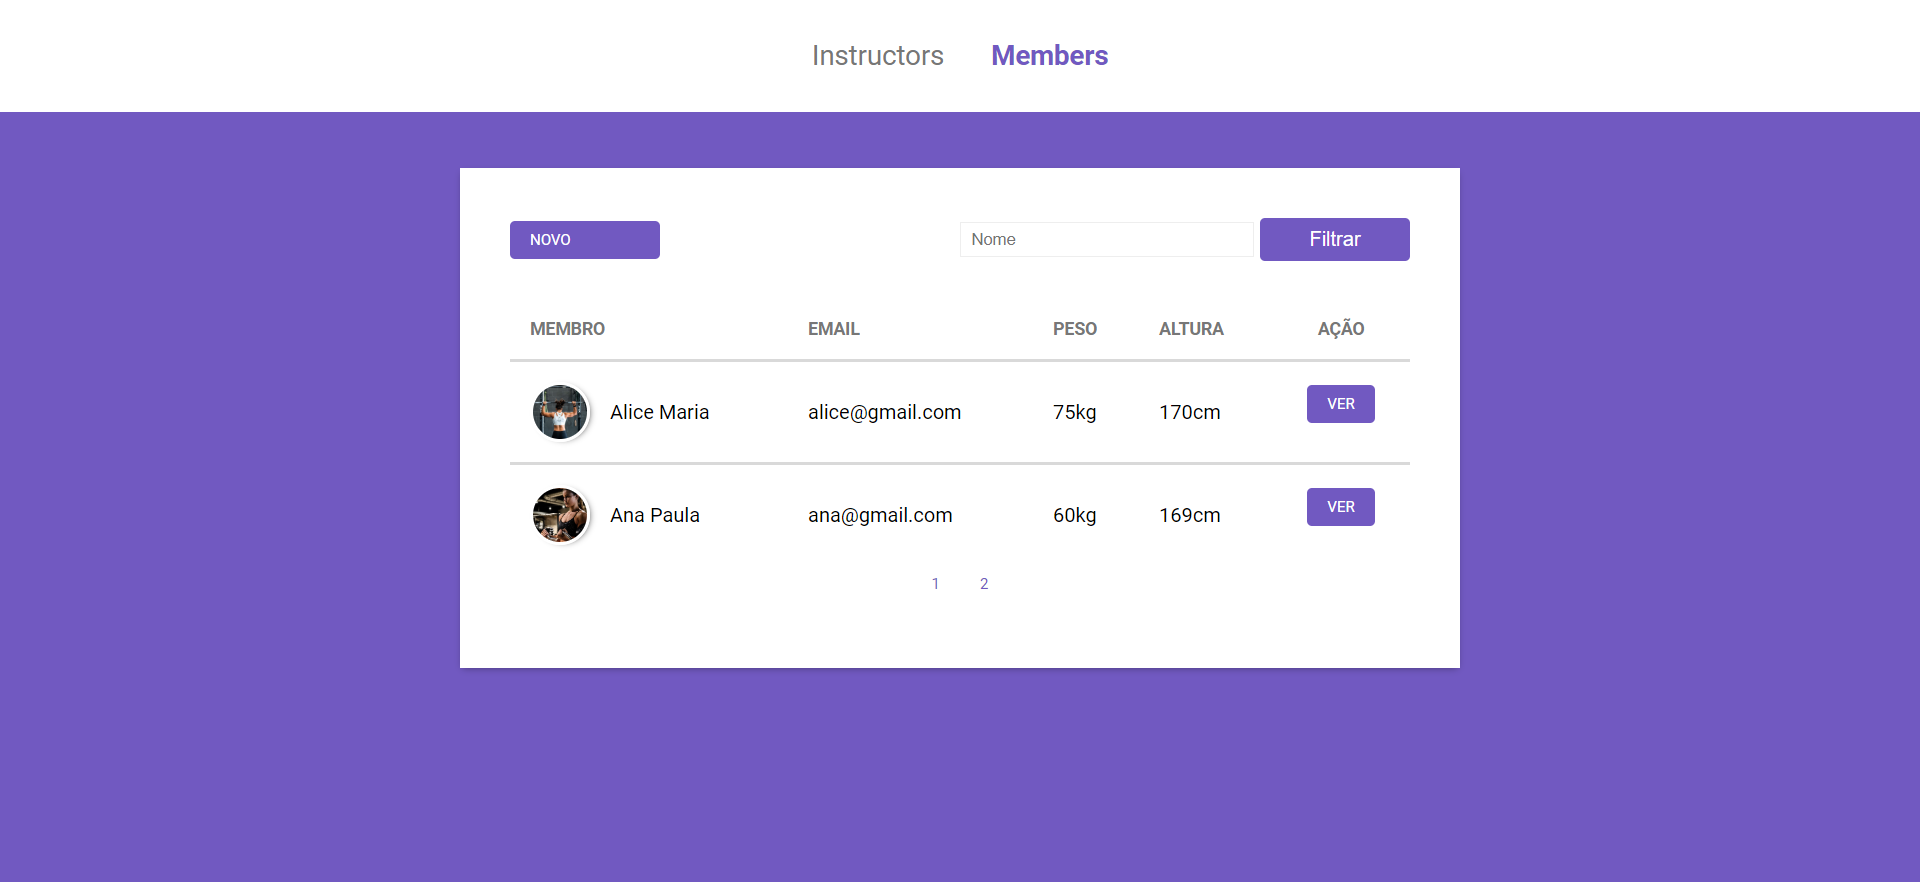 Instructors Members
NOVO Nome Filtrar
MEMBRO EMAIL PESO ALTURA AÇÃO
Alice Maria alice@gmail.com 75kg 170cm VER
Ana Paula ana@gmail.com 60kg 169cm VER
1 2